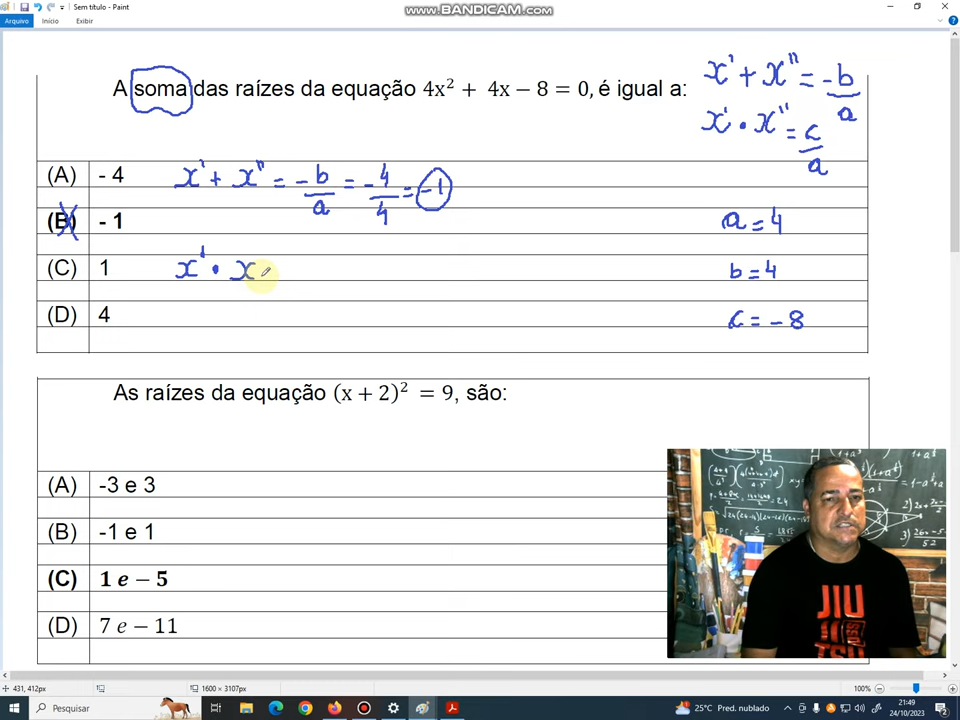 Sem título - Paint
www.BANDICAM.com
Arquivo Início Exibir
A soma das raízes da equação 4x² + 4x − 8 = 0, é igual a:
x' + x'' = -b/a
x' • x'' = c/a
(A) - 4
x' + x'' = -b/a = -4/4 = -1
(B) - 1
a = 4
(C) 1
x' • x
b = 4
(D) 4
c = -8
As raízes da equação (x + 2)² = 9, são:
(A) -3 e 3
(B) -1 e 1
(C) 1 e − 5
(D) 7 e − 11
JIU
TSU
431, 412px
1600 × 3107px
100%
Pesquisar
25°C Pred. nublado
21:49
24/10/2023